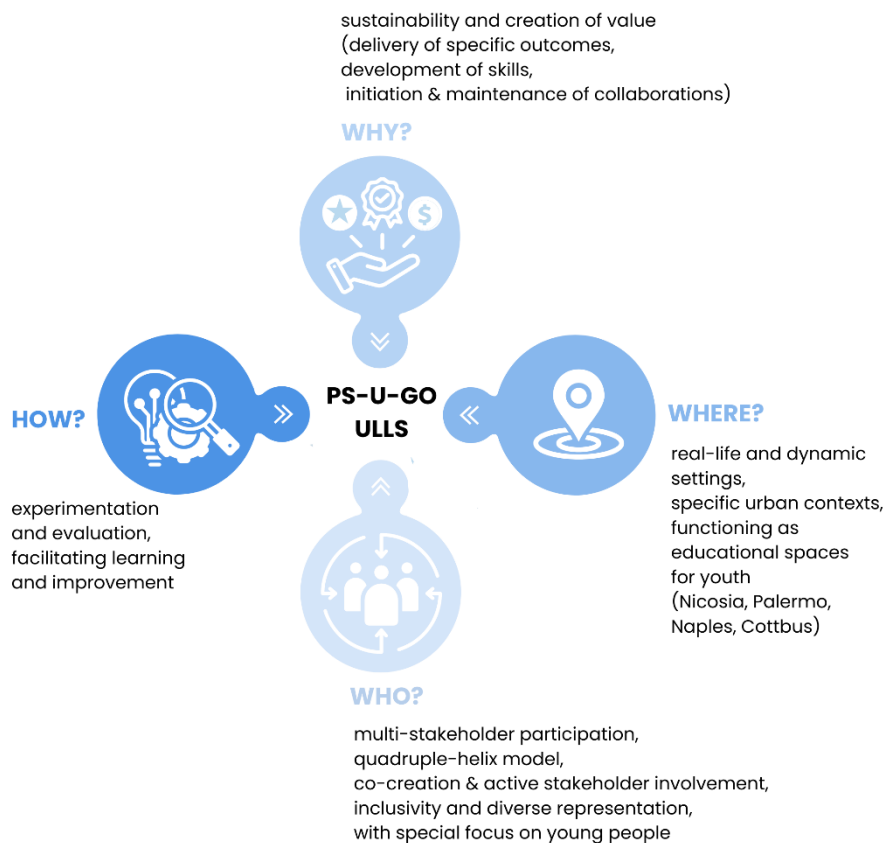 sustainability and creation of value
(delivery of specific outcomes,
development of skills,
initiation & maintenance of collaborations)
WHY?
$
PS-U-GO
ULLS
HOW?
experimentation
and evaluation,
facilitating learning
and improvement
WHERE?
real-life and dynamic
settings,
specific urban contexts,
functioning as
educational spaces
for youth
(Nicosia, Palermo,
Naples, Cottbus)
WHO?
multi-stakeholder participation,
quadruple-helix model,
co-creation & active stakeholder involvement,
inclusivity and diverse representation,
with special focus on young people